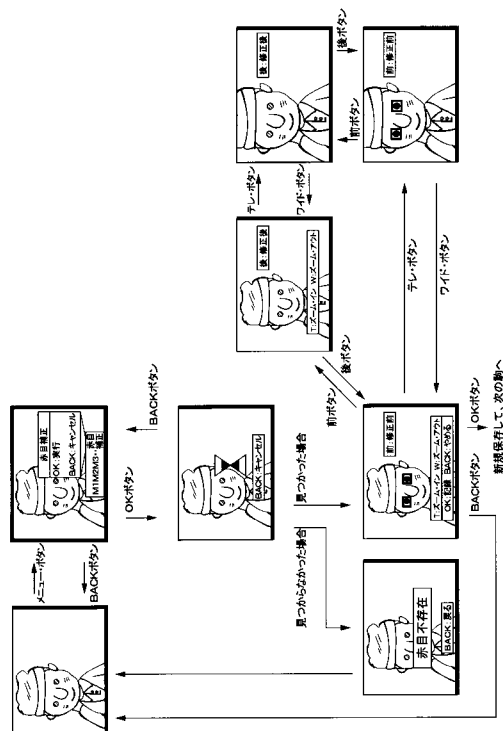 メニュー・ボタン
BACKボタン
赤目補正
OK:実行
BACK:キャンセル
M1M2M3・・赤目
補正
OKボタン
BACKボタン
BACK:キャンセル
見つからなかった場合
見つかった場合
赤目不存在
BACK:戻る
前:修正前
T:ズーム・イン W:ズーム・アウト
OK:記録 BACK:やめる
BACKボタン
OKボタン
新規保存して、次の駒へ
前ボタン
後ボタン
後:修正後
T:ズーム・イン W:ズーム・アウト
テレ・ボタン
ワイド・ボタン
後:修正後
前ボタン
後ボタン
前:修正前
テレ・ボタン
ワイド・ボタン